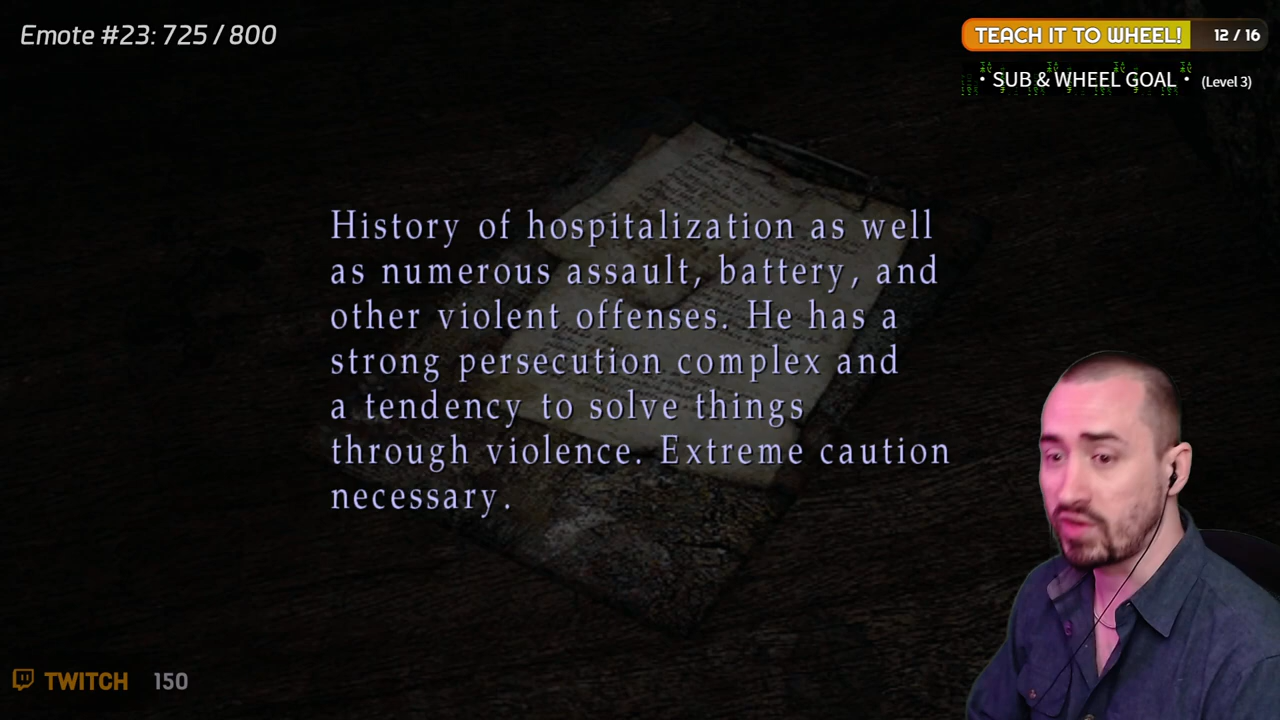 Emote #23: 725 / 800
TEACH IT TO WHEEL! 12 / 16
• SUB & WHEEL GOAL • (Level 3)
History of hospitalization as well
as numerous assault, battery, and
other violent offenses. He has a
strong persecution complex and
a tendency to solve things
through violence. Extreme caution
necessary.
TWITCH 150